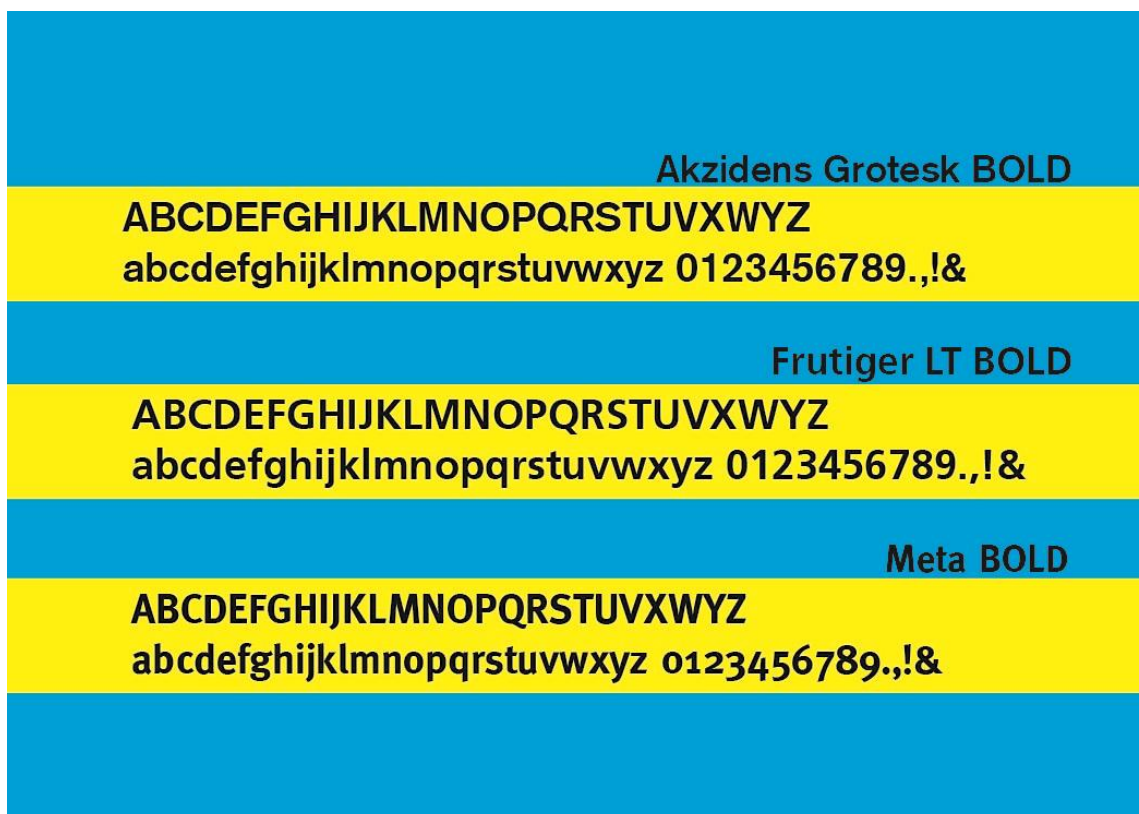 Akzidens Grotesk BOLD
ABCDEFGHIJKLMNOPQRSTUVXWYZ
abcdefghijklmnopqrstuvwxyz 0123456789.,!&
Frutiger LT BOLD
ABCDEFGHIJKLMNOPQRSTUVXWYZ
abcdefghijklmnopqrstuvwxyz 0123456789.,!&
Meta BOLD
ABCDEFGHIJKLMNOPQRSTUVXWYZ
abcdefghijklmnopqrstuvwxyz 0123456789.,!&